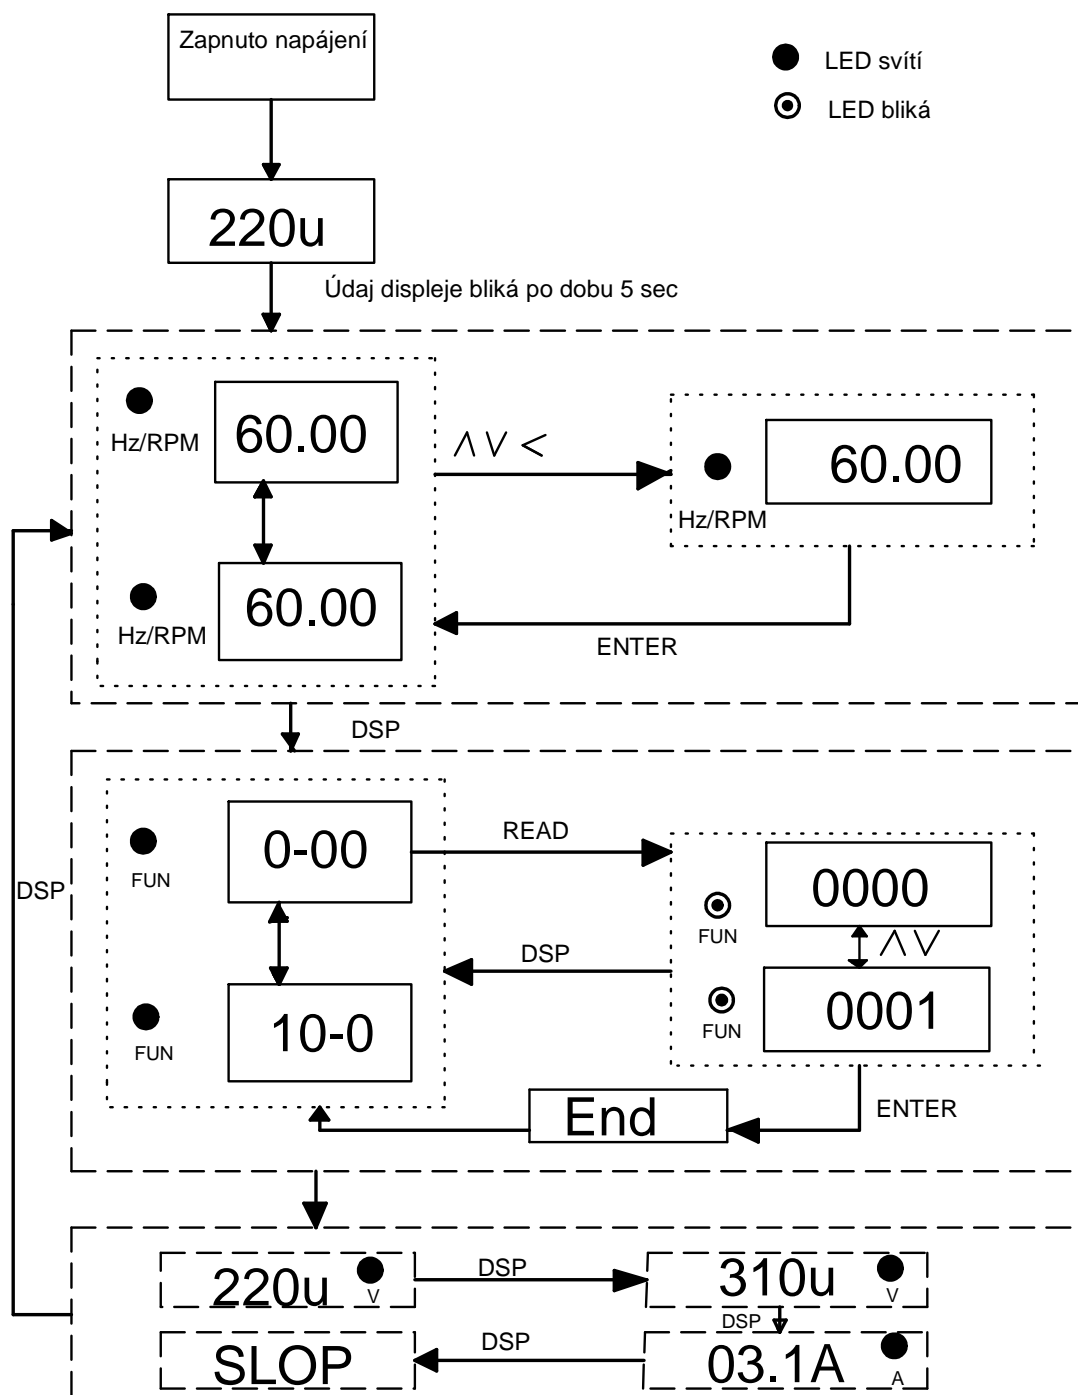 Zapnuto napájení
LED svítí
LED bliká
220u
Údaj displeje bliká po dobu 5 sec
60.00
Hz/RPM
∧ ∨ <
60.00
Hz/RPM
60.00
Hz/RPM
ENTER
DSP
0-00
FUN
READ
0000
FUN
∧ ∨
DSP
DSP
10-0
FUN
0001
FUN
End
ENTER
220u
V
DSP
310u
V
DSP
SLOP
DSP
03.1A
A